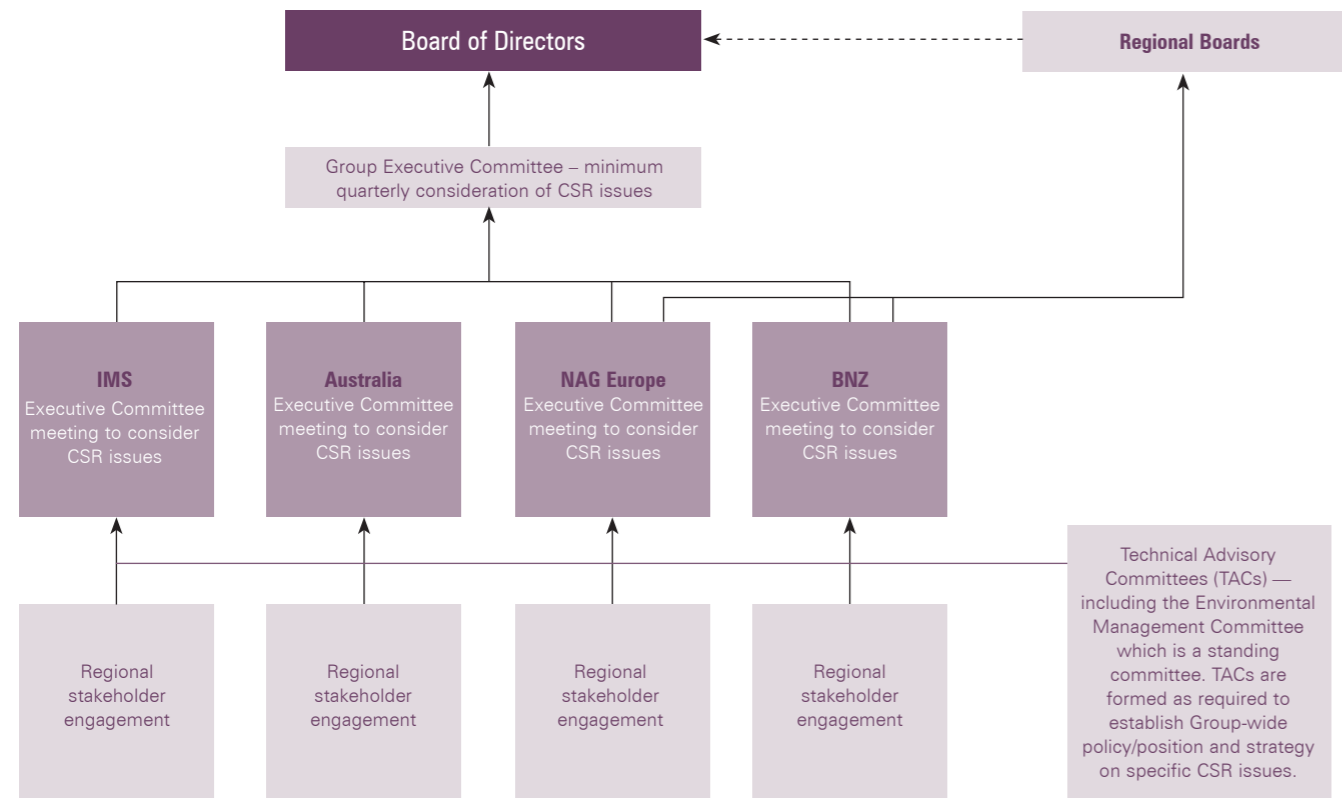 Board of Directors
Regional Boards
Group Executive Committee – minimum
quarterly consideration of CSR issues
IMS
Executive Committee
meeting to consider
CSR issues
Australia
Executive Committee
meeting to consider
CSR issues
NAG Europe
Executive Committee
meeting to consider
CSR issues
BNZ
Executive Committee
meeting to consider
CSR issues
Regional
stakeholder
engagement
Regional
stakeholder
engagement
Regional
stakeholder
engagement
Regional
stakeholder
engagement
Technical Advisory
Committees (TACs) —
including the Environmental
Management Committee
which is a standing
committee. TACs are
formed as required to
establish Group-wide
policy/position and strategy
on specific CSR issues.